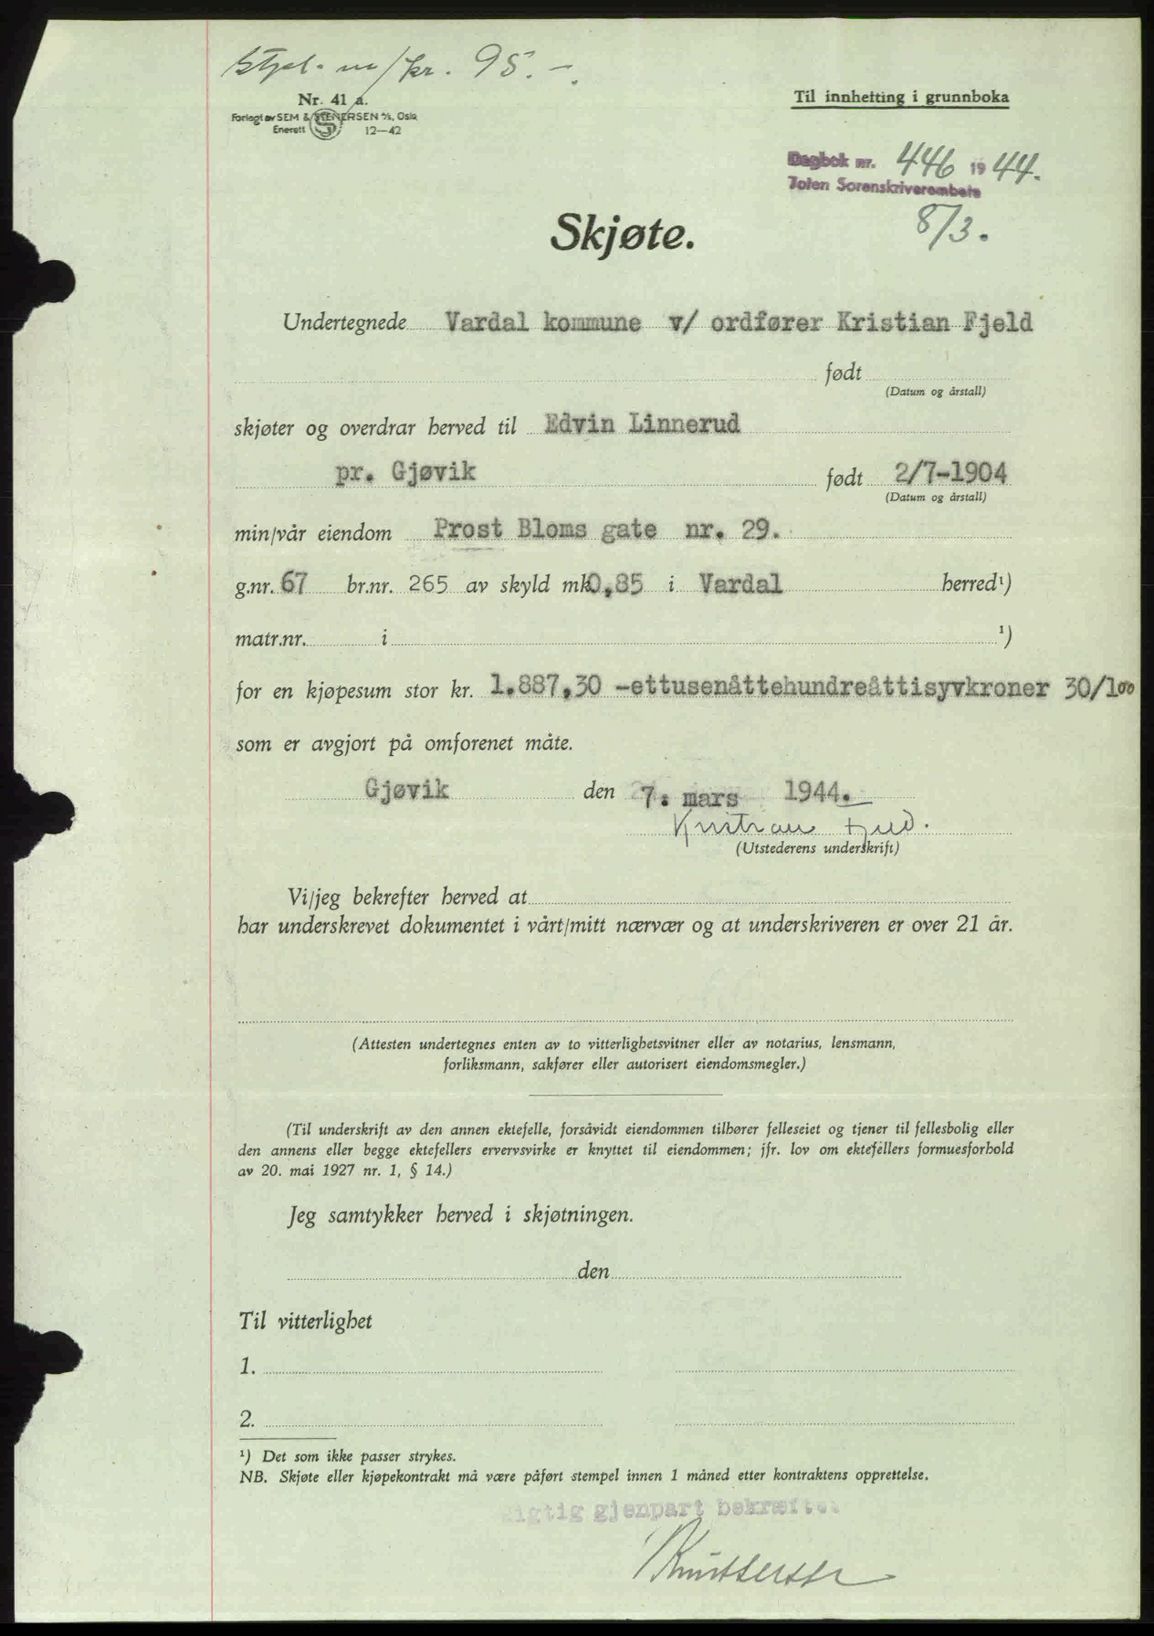 Stpl. m/kr. 95.-.
Nr. 41 a.
Til innhefting i grunnboka
Forlagt av SEM & STENERSEN A/S, Oslo
Enerett S 12—42
Dagbok nr. 446 1944.
Toten Sorenskriverembete
8/3.
Skjøte.
Undertegnede Vardal kommune v/ ordfører Kristian Fjeld
født
(Datum og årstall)
skjøter og overdrar herved til Edvin Linnerud
pr. Gjøvik født 2/7-1904
(Datum og årstall)
min/vår eiendom Prost Bloms gate nr. 29.
g.nr. 67 br.nr. 265 av skyld mk 0,85 i Vardal herred¹)
matr.nr. i ¹)
for en kjøpesum stor kr. 1.887,30 -ettusenåttehundreåttisyvkroner 30/100
som er avgjort på omforenet måte.
Gjøvik den 7. mars 1944.
Kristian Fjeld.
(Utstederens underskrift)
Vi/jeg bekrefter herved at
har underskrevet dokumentet i vårt/mitt nærvær og at underskriveren er over 21 år.
(Attesten undertegnes enten av to vitterlighetsvitner eller av notarius, lensmann,
forliksmann, sakfører eller autorisert eiendomsmegler.)
(Til underskrift av den annen ektefelle, forsåvidt eiendommen tilhører felleseiet og tjener til fellesbolig eller
den annens eller begge ektefellers ervervsvirke er knyttet til eiendommen; jfr. lov om ektefellers formuesforhold
av 20. mai 1927 nr. 1, § 14.)
Jeg samtykker herved i skjøtningen.
den
Til vitterlighet
1.
2.
¹) Det som ikke passer strykes.
NB. Skjøte eller kjøpekontrakt må være påført stempel innen 1 måned etter kontraktens opprettelse.
Rigtig gjenpart bekræftes